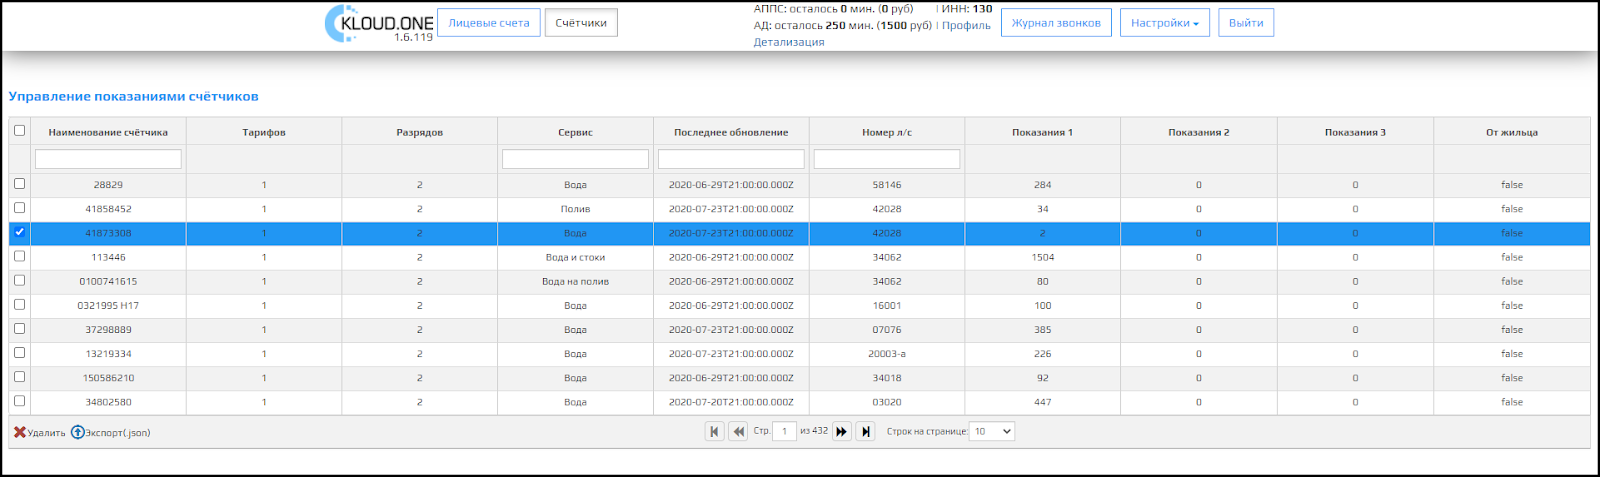 KLOUD.ONE
1.6.119
Лицевые счета
Счётчики
АППС: осталось 0 мин. (0 руб) | ИНН: 130
АД: осталось 250 мин. (1500 руб) | Профиль
Детализация
Журнал звонков
Настройки
Выйти
Управление показаниями счётчиков
Наименование счётчика Тарифов Разрядов Сервис Последнее обновление Номер л/с Показания 1 Показания 2 Показания 3 От жильца
28829 1 2 Вода 2020-06-29T21:00:00.000Z 58146 284 0 0 false
41858452 1 2 Полив 2020-07-23T21:00:00.000Z 42028 34 0 0 false
41873308 1 2 Вода 2020-07-23T21:00:00.000Z 42028 2 0 0 false
113446 1 2 Вода и стоки 2020-06-29T21:00:00.000Z 34062 1504 0 0 false
0100741615 1 2 Вода на полив 2020-06-29T21:00:00.000Z 34062 80 0 0 false
0321995 Н17 1 2 Вода 2020-06-29T21:00:00.000Z 16001 100 0 0 false
37298889 1 2 Вода 2020-07-23T21:00:00.000Z 07076 385 0 0 false
13219334 1 2 Вода 2020-07-23T21:00:00.000Z 20003-а 226 0 0 false
150586210 1 2 Вода 2020-06-29T21:00:00.000Z 34018 92 0 0 false
34802580 1 2 Вода 2020-07-20T21:00:00.000Z 03020 447 0 0 false
Удалить Экспорт(.json) Стр. 1 из 432 Строк на странице: 10